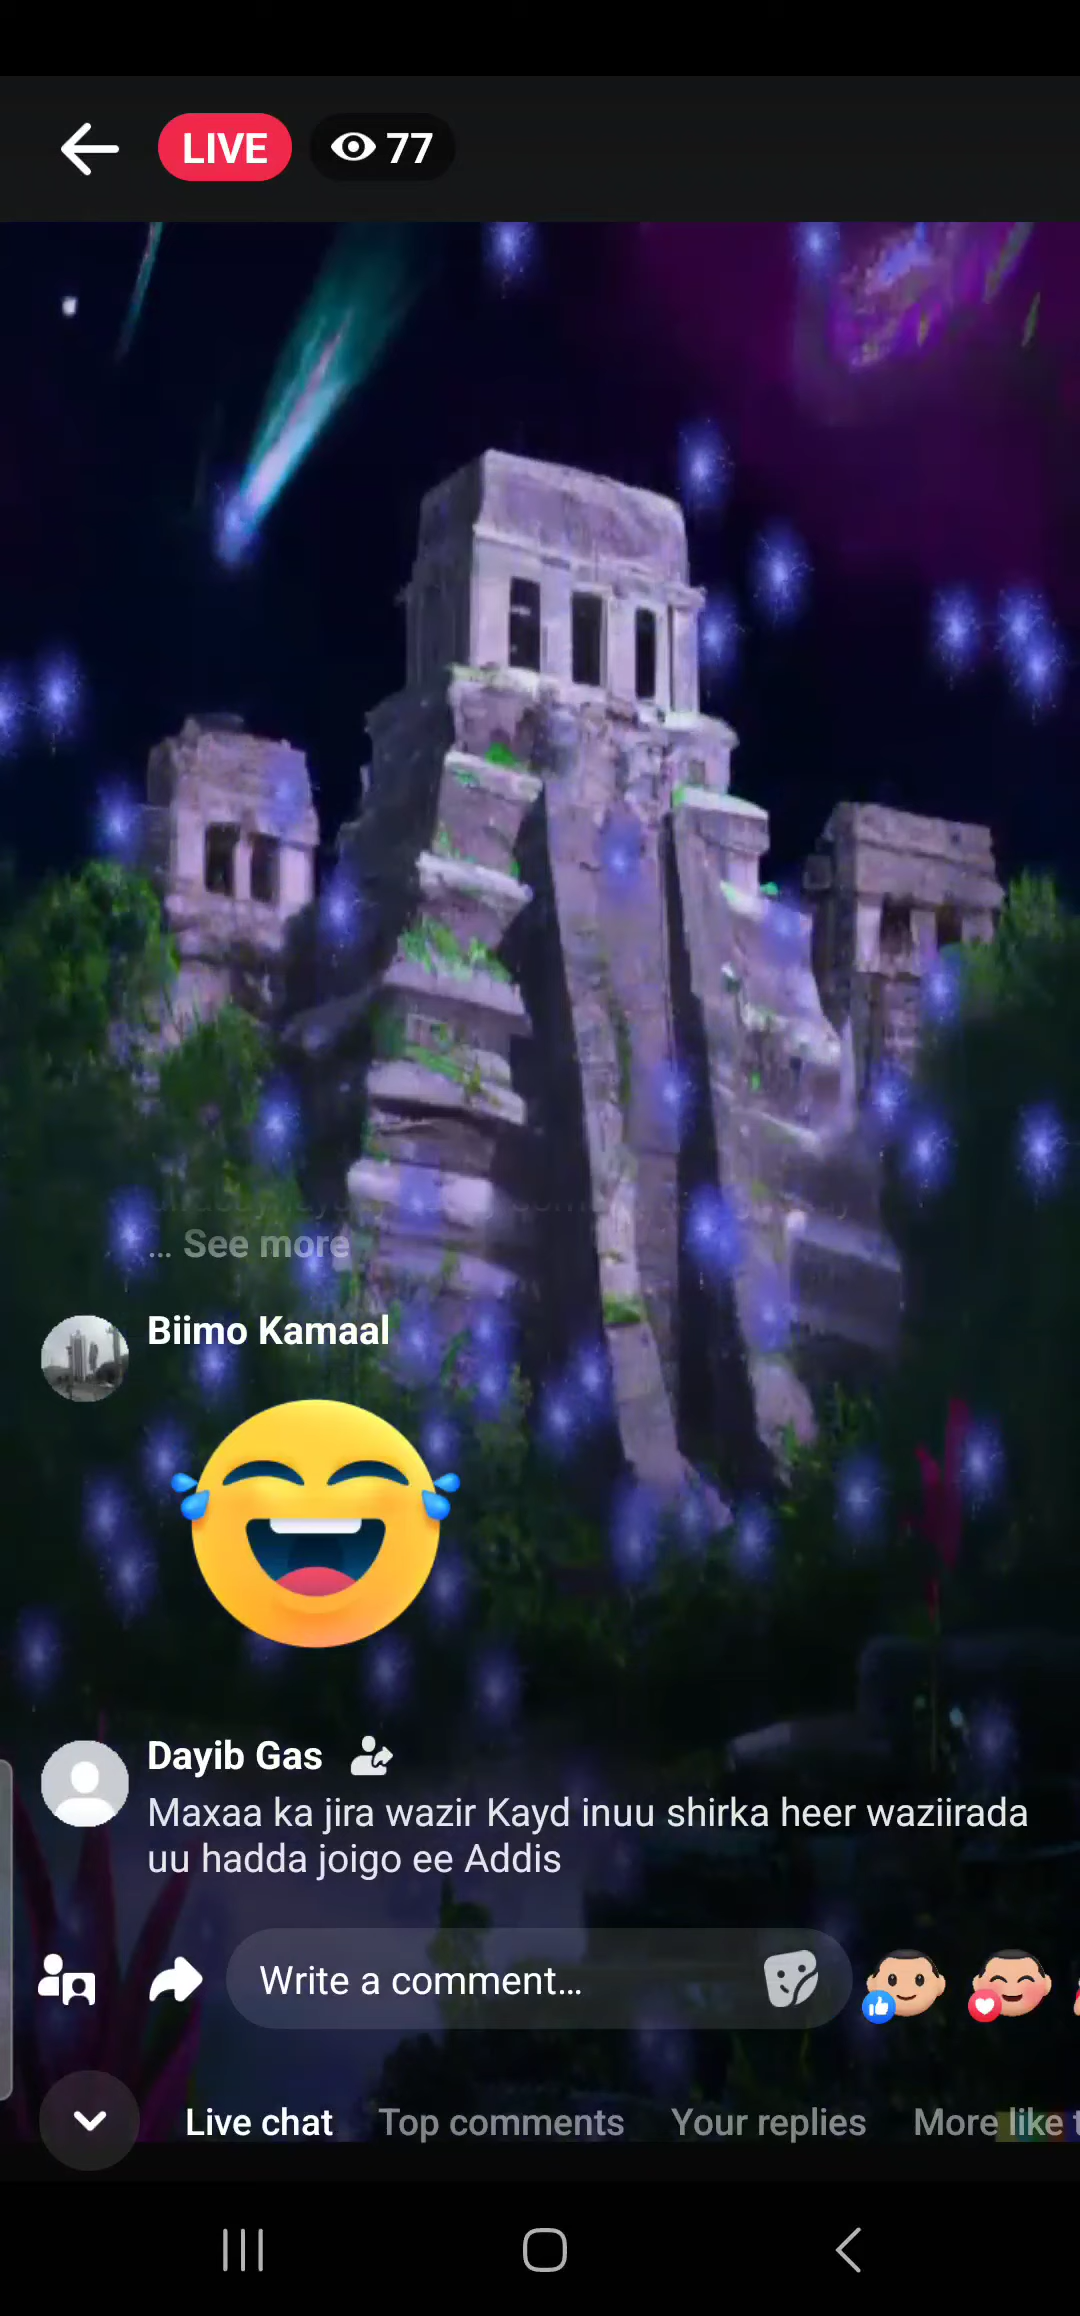 LIVE 77
... See more
Biimo Kamaal
Dayib Gas
Maxaa ka jira wazir Kayd inuu shirka heer waziirada
uu hadda joigo ee Addis
Write a comment...
Live chat Top comments Your replies More like